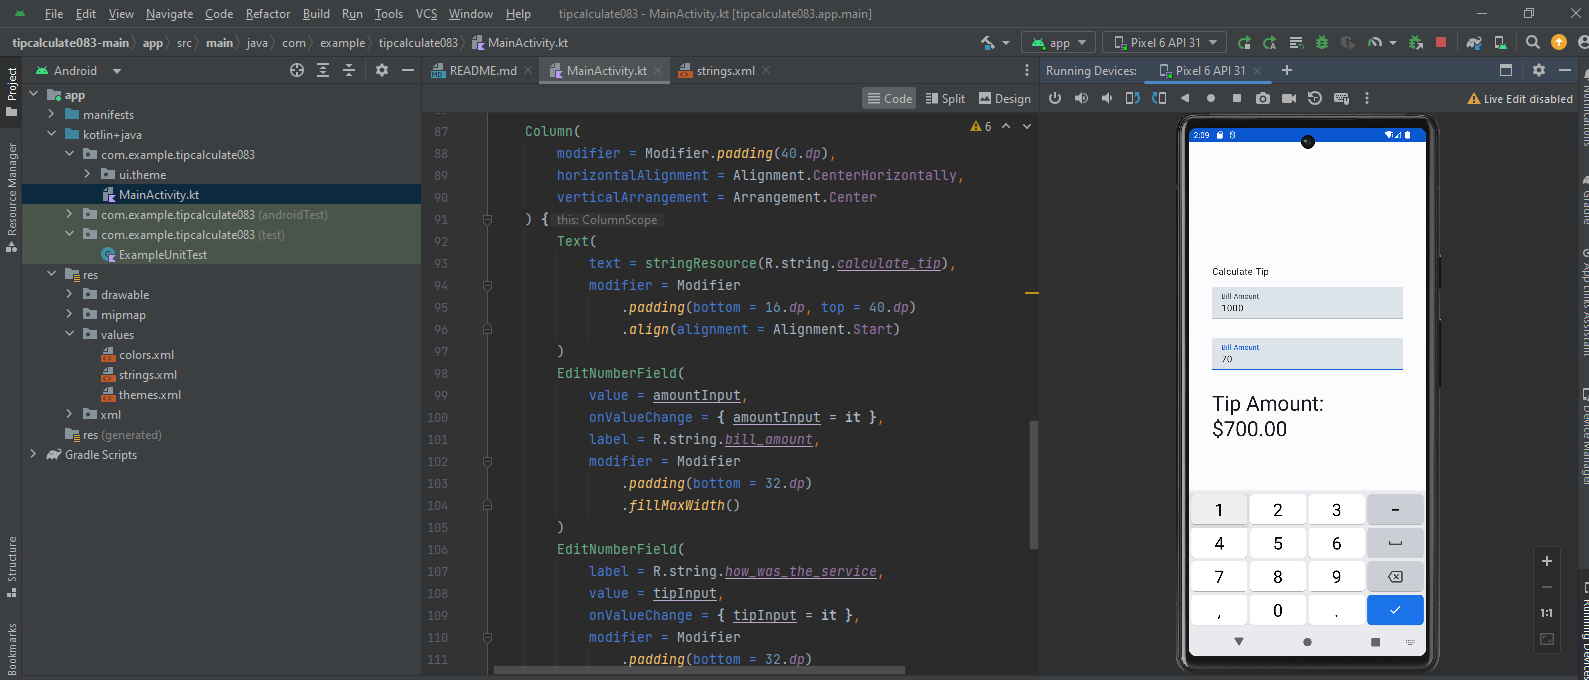 File Edit View Navigate Code Refactor Build Run Tools VCS Window Help tipcalculate083 - MainActivity.kt [tipcalculate083.app.main]
tipcalculate083-main app src main java com example tipcalculate083 MainActivity.kt app Pixel 6 API 31
Project
Resource Manager
Structure
Bookmarks
Android
app
manifests
kotlin+java
com.example.tipcalculate083
ui.theme
MainActivity.kt
com.example.tipcalculate083 (androidTest)
com.example.tipcalculate083 (test)
ExampleUnitTest
res
drawable
mipmap
values
colors.xml
strings.xml
themes.xml
xml
res (generated)
Gradle Scripts
README.md MainActivity.kt strings.xml
Code Split Design
6
87 Column(
88 modifier = Modifier.padding(40.dp),
89 horizontalAlignment = Alignment.CenterHorizontally,
90 verticalArrangement = Arrangement.Center
91 ) { this: ColumnScope
92 Text(
93 text = stringResource(R.string.calculate_tip),
94 modifier = Modifier
95 .padding(bottom = 16.dp, top = 40.dp)
96 .align(alignment = Alignment.Start)
97 )
98 EditNumberField(
99 value = amountInput,
100 onValueChange = { amountInput = it },
101 label = R.string.bill_amount,
102 modifier = Modifier
103 .padding(bottom = 32.dp)
104 .fillMaxWidth()
105 )
106 EditNumberField(
107 label = R.string.how_was_the_service,
108 value = tipInput,
109 onValueChange = { tipInput = it },
110 modifier = Modifier
111 .padding(bottom = 32.dp)
Running Devices: Pixel 6 API 31
Live Edit disabled
2:09
Calculate Tip
Bill Amount
1000
Bill Amount
70
Tip Amount:
$700.00
1 2 3 -
4 5 6
7 8 9
, 0 .
1:1
Gradle
App Links Assistant
Device Manager
Running Devices